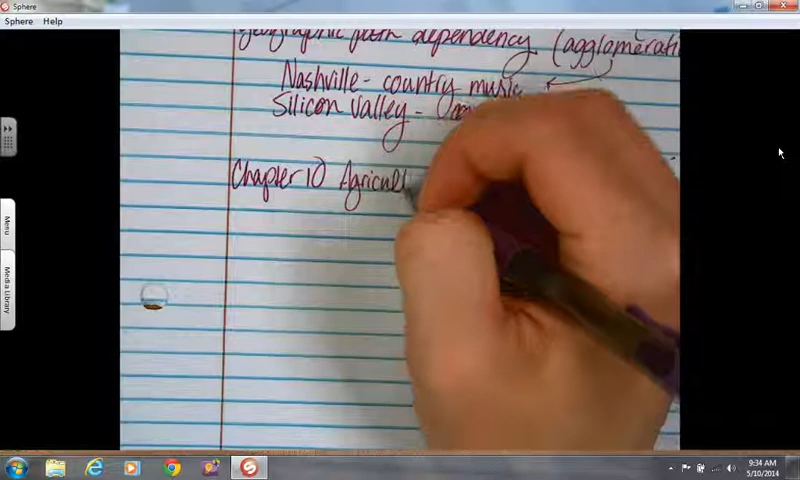 Sphere
Sphere Help
geographic path dependency (agglomerati
Nashville - country music
Silicon Valley -
Chapter 10 Agricul
Menu
Media Library
9:34 AM
5/10/2014